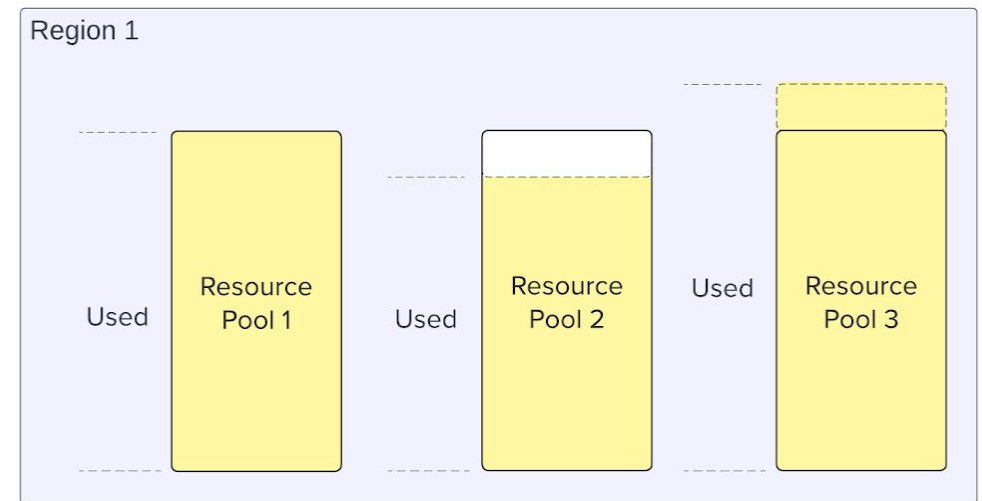 Region 1
Used
Resource
Pool 1
Used
Resource
Pool 2
Used
Resource
Pool 3